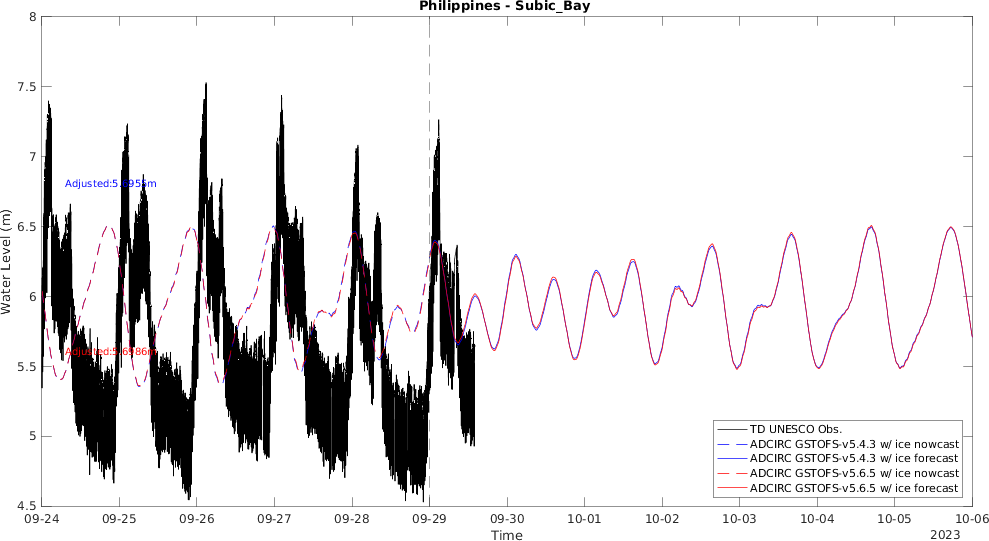 Philippines - Subic_Bay
8
7.5
7
6.5
6
5.5
5
4.5
Water Level (m)
Adjusted:5.6986m
09-24
09-25
09-26
09-27
09-28
09-29
09-30
10-01
10-02
10-03
10-04
10-05
10-06
Time
2023
TD UNESCO Obs.
ADCIRC GSTOFS-v5.4.3 w/ ice nowcast
ADCIRC GSTOFS-v5.4.3 w/ ice forecast
ADCIRC GSTOFS-v5.6.5 w/ ice nowcast
ADCIRC GSTOFS-v5.6.5 w/ ice forecast